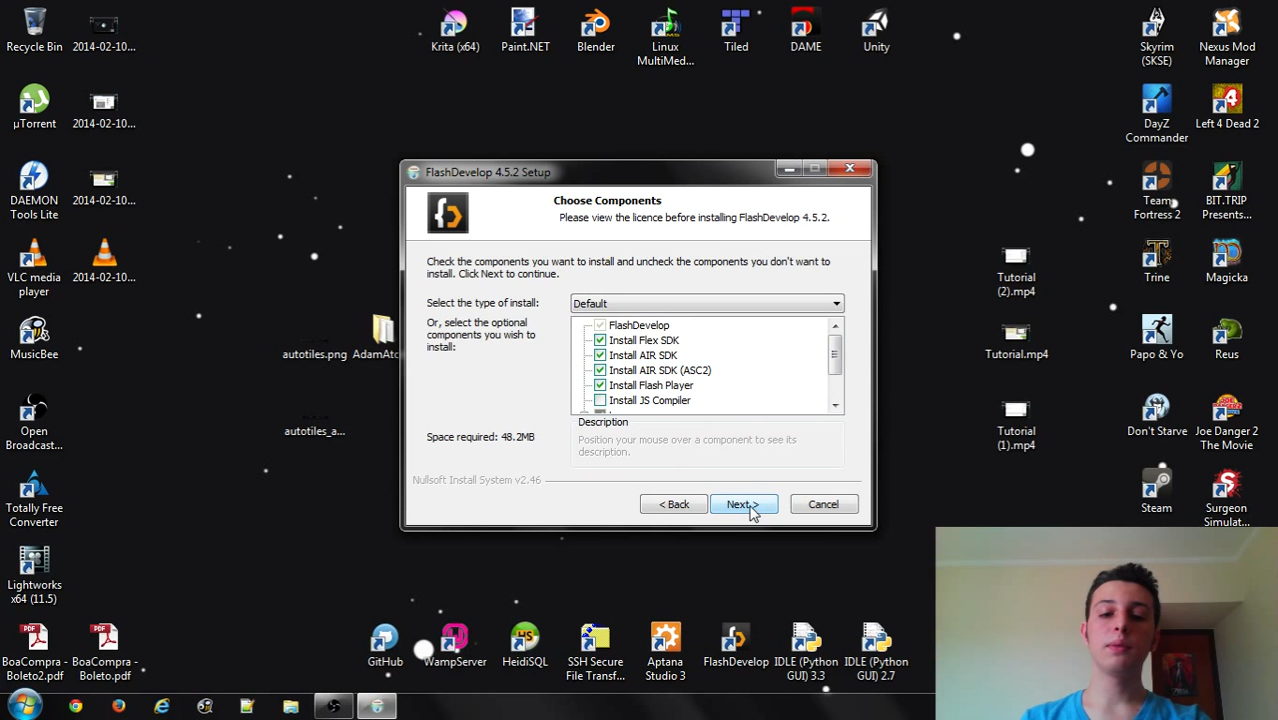 Recycle Bin
2014-02-10...
Krita (x64)
Paint.NET
Blender
Linux
MultiMed...
Tiled
DAME
Unity
Skyrim
(SKSE)
Nexus Mod
Manager
µTorrent
2014-02-10...
DayZ
Commander
Left 4 Dead 2
DAEMON
Tools Lite
2014-02-10...
Team
Fortress 2
BIT.TRIP
Presents...
VLC media
player
2014-02-10...
Tutorial
(2).mp4
Trine
Magicka
MusicBee
autotiles.png
AdamAto
Tutorial.mp4
Papo & Yo
Reus
Open
Broadcast...
autotiles_a...
Tutorial
(1).mp4
Don't Starve
Joe Danger 2
The Movie
Totally Free
Converter
Steam
Surgeon
Simulat...
Lightworks
x64 (11.5)
FlashDevelop 4.5.2 Setup
Choose Components
Please view the licence before installing FlashDevelop 4.5.2.
Check the components you want to install and uncheck the components you don't want to
install. Click Next to continue.
Select the type of install:
Default
Or, select the optional
components you wish to
install:
FlashDevelop
Install Flex SDK
Install AIR SDK
Install AIR SDK (ASC2)
Install Flash Player
Install JS Compiler
Space required: 48.2MB
Description
Position your mouse over a component to see its
description.
Nullsoft Install System v2.46
< Back
Next >
Cancel
BoaCompra -
Boleto2.pdf
BoaCompra -
Boleto.pdf
GitHub
WampServer
HeidiSQL
SSH Secure
File Transf...
Aptana
Studio 3
FlashDevelop
IDLE (Python
GUI) 3.3
IDLE (Python
GUI) 2.7